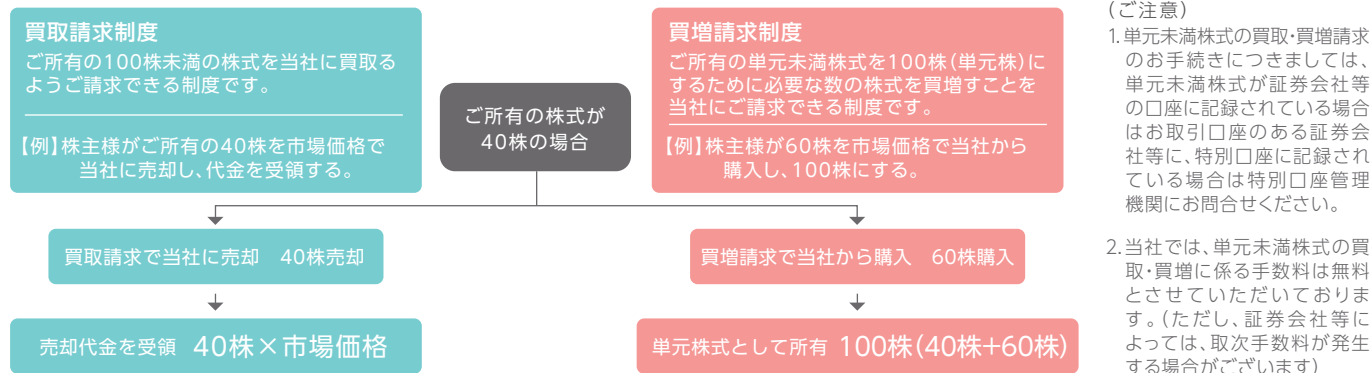 買取請求制度
ご所有の100株未満の株式を当社に買取る
ようご請求できる制度です。
【例】株主様がご所有の40株を市場価格で
当社に売却し、代金を受領する。
ご所有の株式が
40株の場合
買増請求制度
ご所有の単元未満株式を100株(単元株)に
するために必要な数の株式を買増すことを
当社にご請求できる制度です。
【例】株主様が60株を市場価格で当社から
購入し、100株にする。
買取請求で当社に売却　40株売却
買増請求で当社から購入　60株購入
売却代金を受領 40株×市場価格
単元株式として所有 100株(40株+60株)
(ご注意)
1.単元未満株式の買取・買増請求
のお手続きにつきましては、
単元未満株式が証券会社等
の口座に記録されている場合
はお取引口座のある証券会
社等に、特別口座に記録され
ている場合は特別口座管理
機関にお問合せください。
2.当社では、単元未満株式の買
取・買増に係る手数料は無料
とさせていただいておりま
す。(ただし、証券会社等に
よっては、取次手数料が発生
する場合がございます)